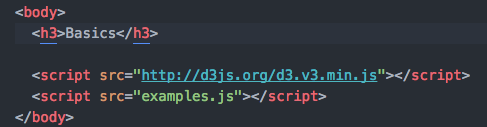 <body>
<h3>Basics</h3>
<script src="http://d3js.org/d3.v3.min.js"></script>
<script src="examples.js"></script>
</body>